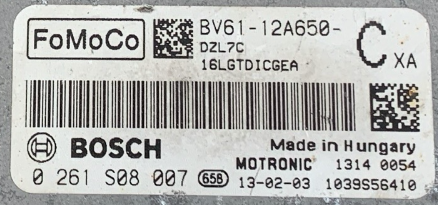 FoMoCo BV61-12A650- C XA
DZL7C
16LGTDICGEA
BOSCH Made in Hungary
MOTRONIC 1314 0054
0 261 S08 007 658 13-02-03 1039S56410